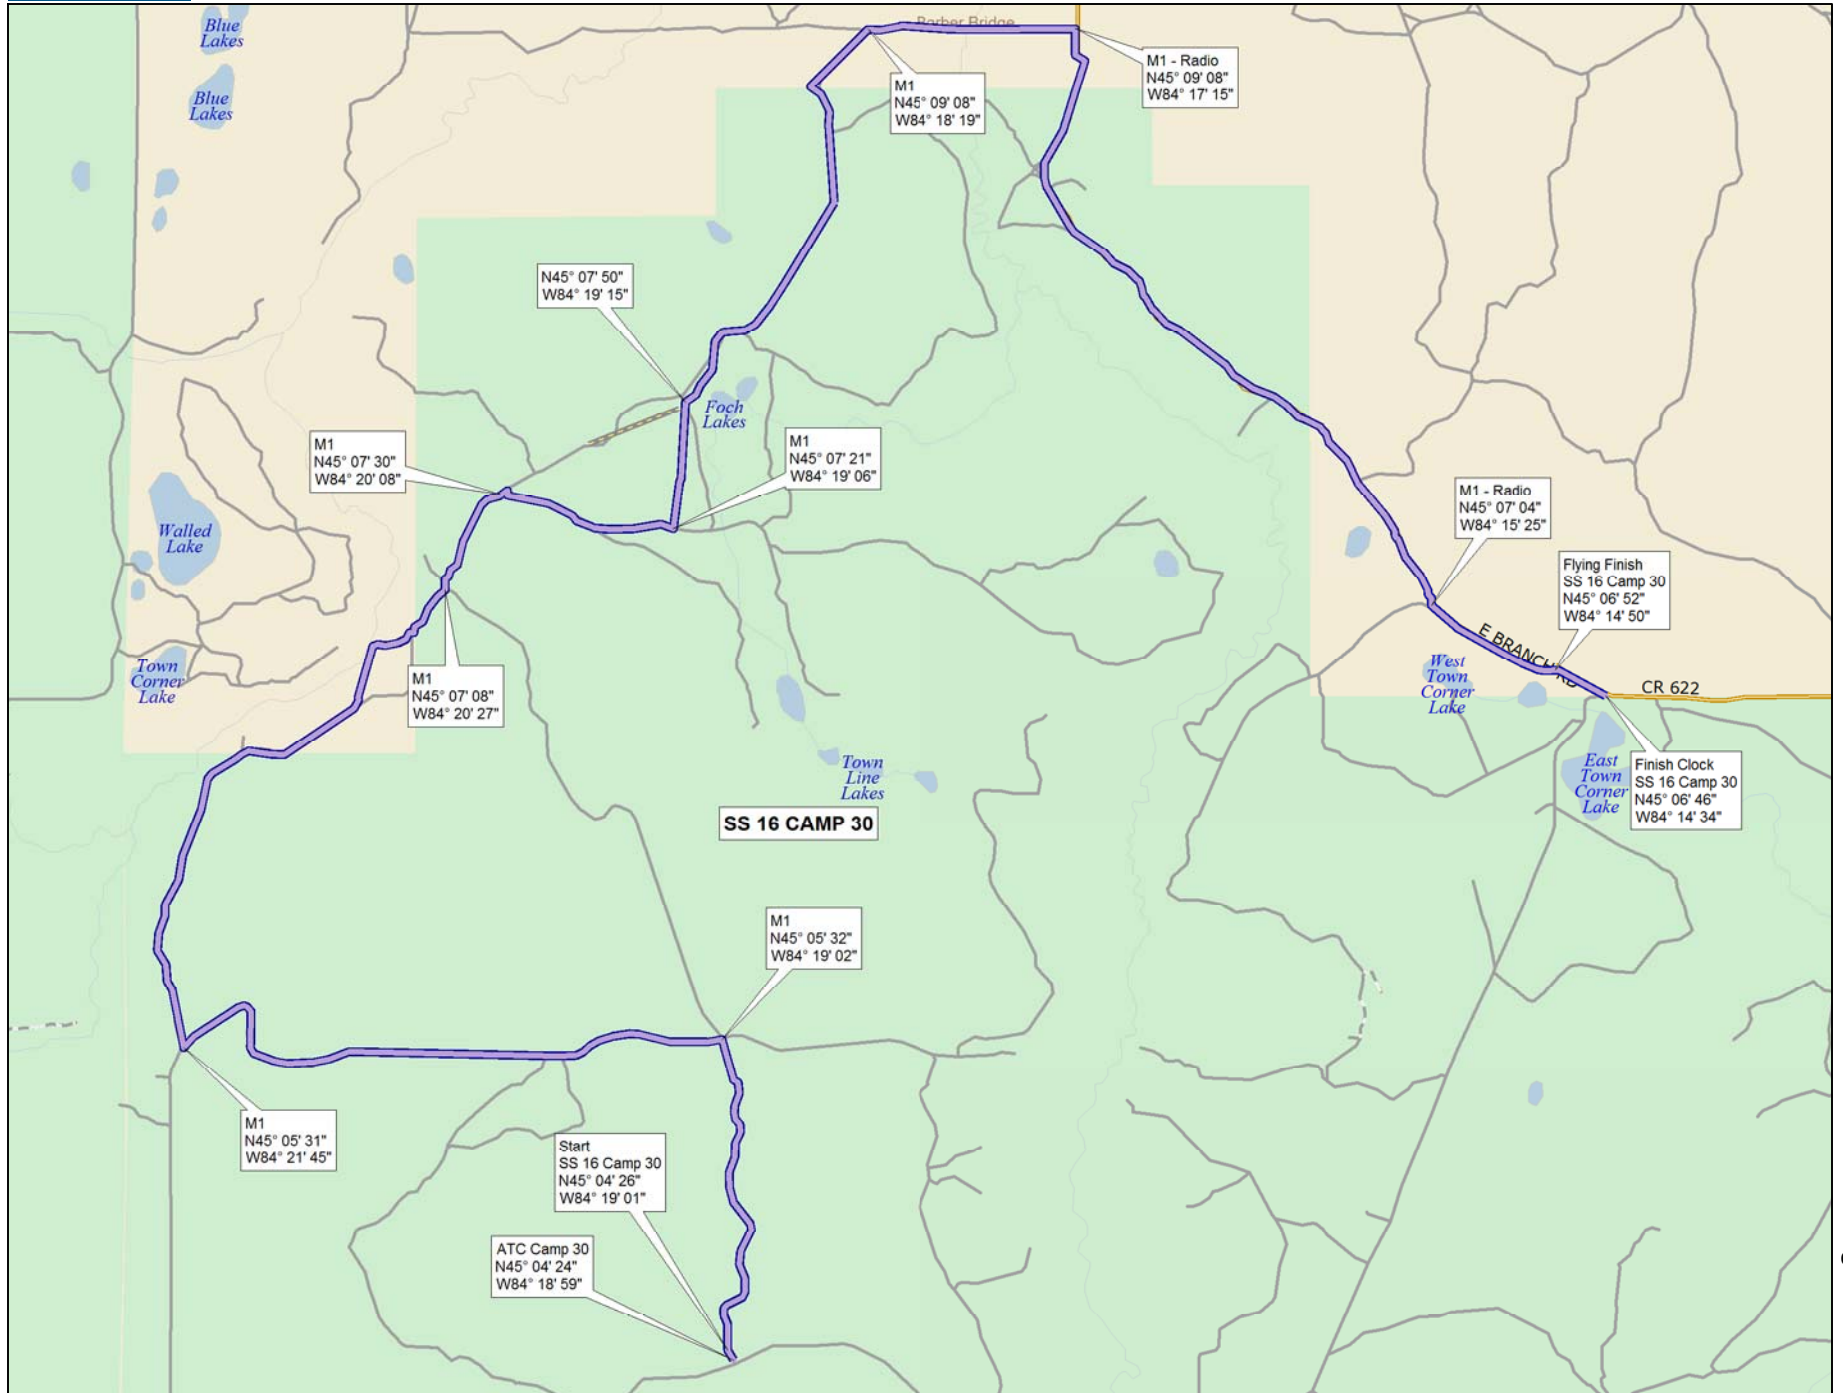 Blue
Lakes
Blue
Lakes
Barber Bridge
M1 - Radio
N45° 09' 08"
W84° 17' 15"
M1
N45° 09' 08"
W84° 18' 19"
N45° 07' 50"
W84° 19' 15"
Foch
Lakes
M1
N45° 07' 30"
W84° 20' 08"
M1
N45° 07' 21"
W84° 19' 06"
Walled
Lake
M1 - Radio
N45° 07' 04"
W84° 15' 25"
Flying Finish
SS 16 Camp 30
N45° 06' 52"
W84° 14' 50"
E BRANCH RD
Town
Corner
Lake
M1
N45° 07' 08"
W84° 20' 27"
West
Town
Corner
Lake
CR 622
Town
Line
Lakes
East
Town
Corner
Lake
Finish Clock
SS 16 Camp 30
N45° 06' 46"
W84° 14' 34"
SS 16 CAMP 30
M1
N45° 05' 32"
W84° 19' 02"
M1
N45° 05' 31"
W84° 21' 45"
Start
SS 16 Camp 30
N45° 04' 26"
W84° 19' 01"
ATC Camp 30
N45° 04' 24"
W84° 18' 59"